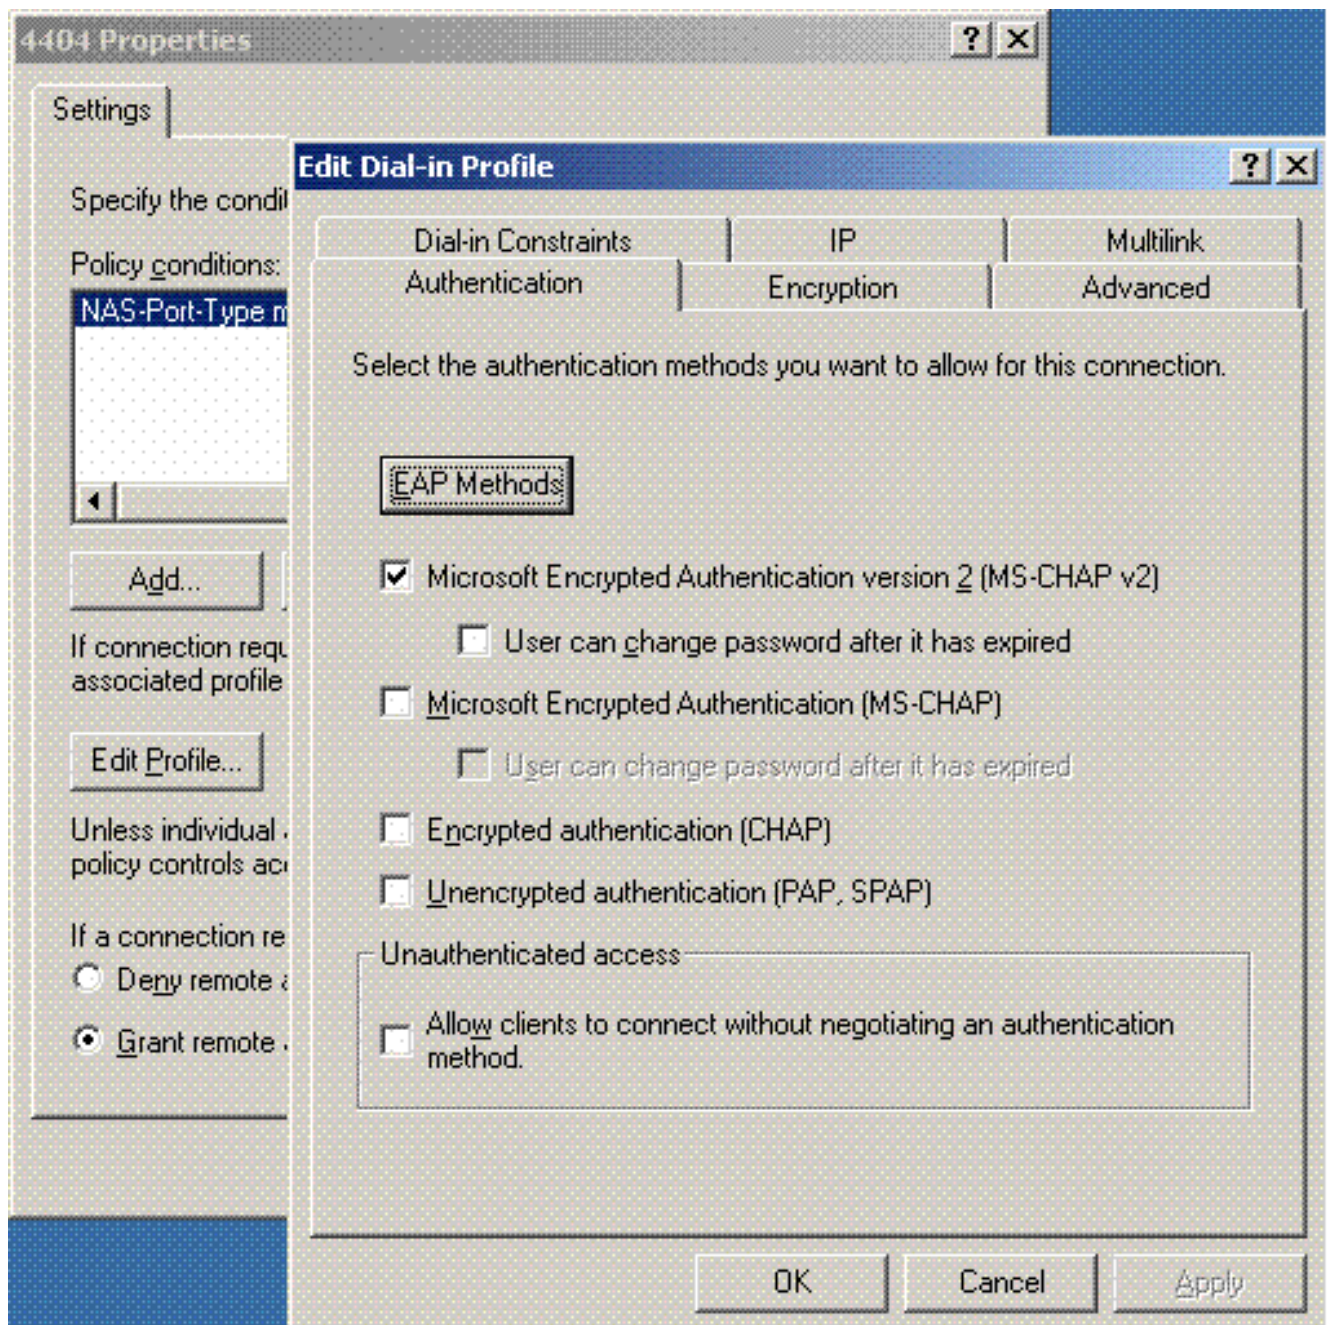 4404 Properties
Settings
Specify the condit
Policy conditions:
NAS-Port-Type m
Add...
If connection requ
associated profile
Edit Profile...
Unless individual
policy controls acc
If a connection re
Deny remote a
Grant remote
Edit Dial-in Profile
Dial-in Constraints
IP
Multilink
Authentication
Encryption
Advanced
Select the authentication methods you want to allow for this connection.
EAP Methods
Microsoft Encrypted Authentication version 2 (MS-CHAP v2)
User can change password after it has expired
Microsoft Encrypted Authentication (MS-CHAP)
User can change password after it has expired
Encrypted authentication (CHAP)
Unencrypted authentication (PAP, SPAP)
Unauthenticated access
Allow clients to connect without negotiating an authentication
method.
OK
Cancel
Apply